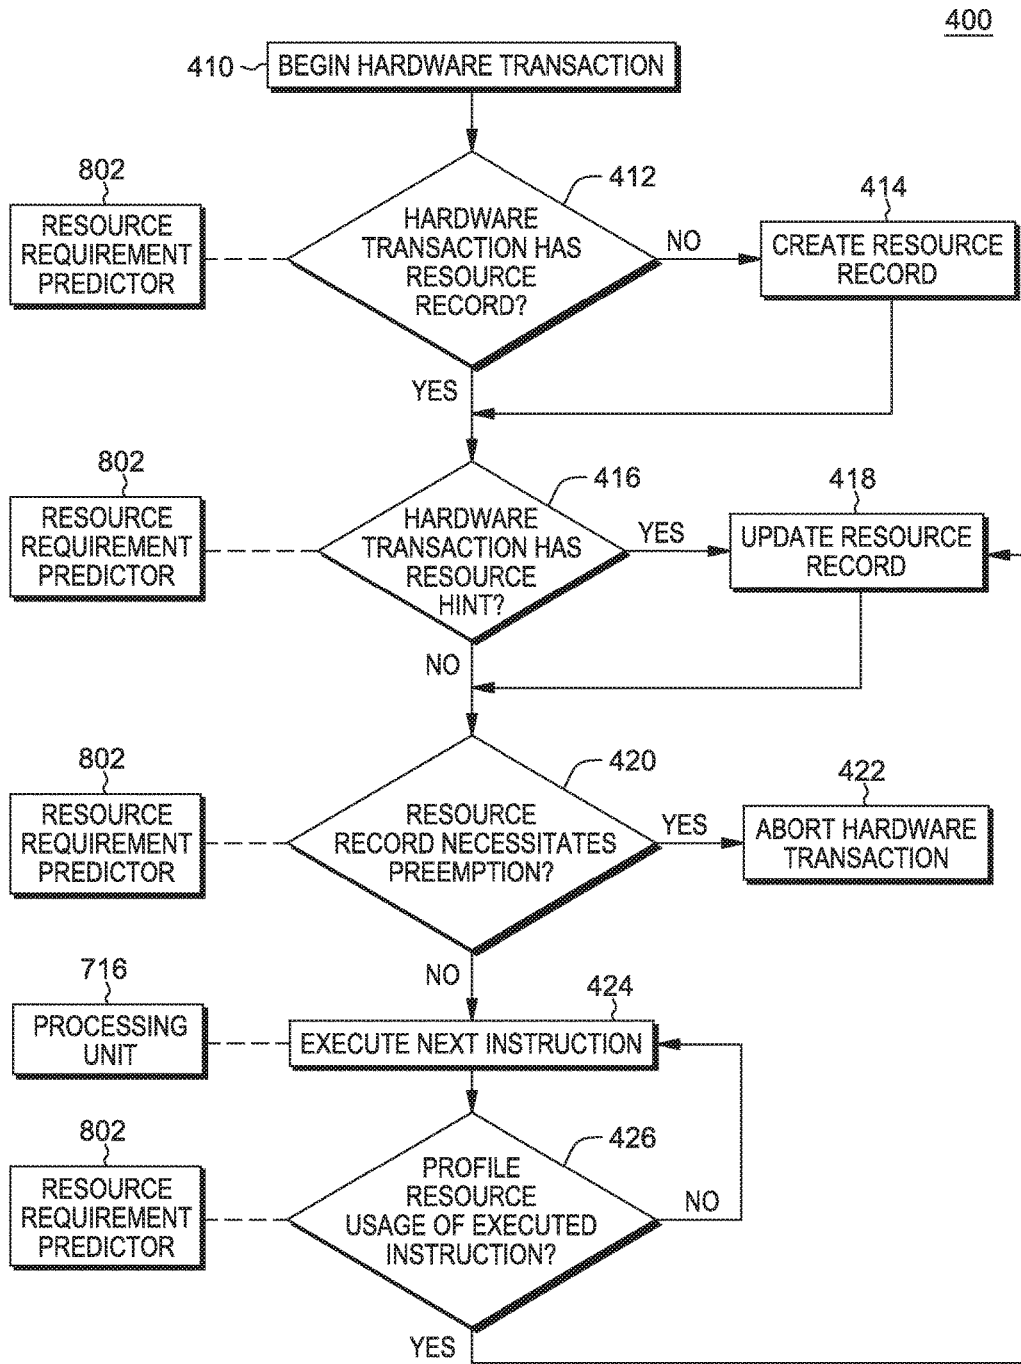 400
410 BEGIN HARDWARE TRANSACTION
802
RESOURCE
REQUIREMENT
PREDICTOR
412
HARDWARE
TRANSACTION HAS
RESOURCE
RECORD?
NO
414
CREATE RESOURCE
RECORD
YES
802
RESOURCE
REQUIREMENT
PREDICTOR
416
HARDWARE
TRANSACTION HAS
RESOURCE
HINT?
YES
418
UPDATE RESOURCE
RECORD
NO
802
RESOURCE
REQUIREMENT
PREDICTOR
420
RESOURCE
RECORD NECESSITATES
PREEMPTION?
YES
422
ABORT HARDWARE
TRANSACTION
NO
716
PROCESSING
UNIT
424
EXECUTE NEXT INSTRUCTION
802
RESOURCE
REQUIREMENT
PREDICTOR
426
PROFILE
RESOURCE
USAGE OF EXECUTED
INSTRUCTION?
NO
YES